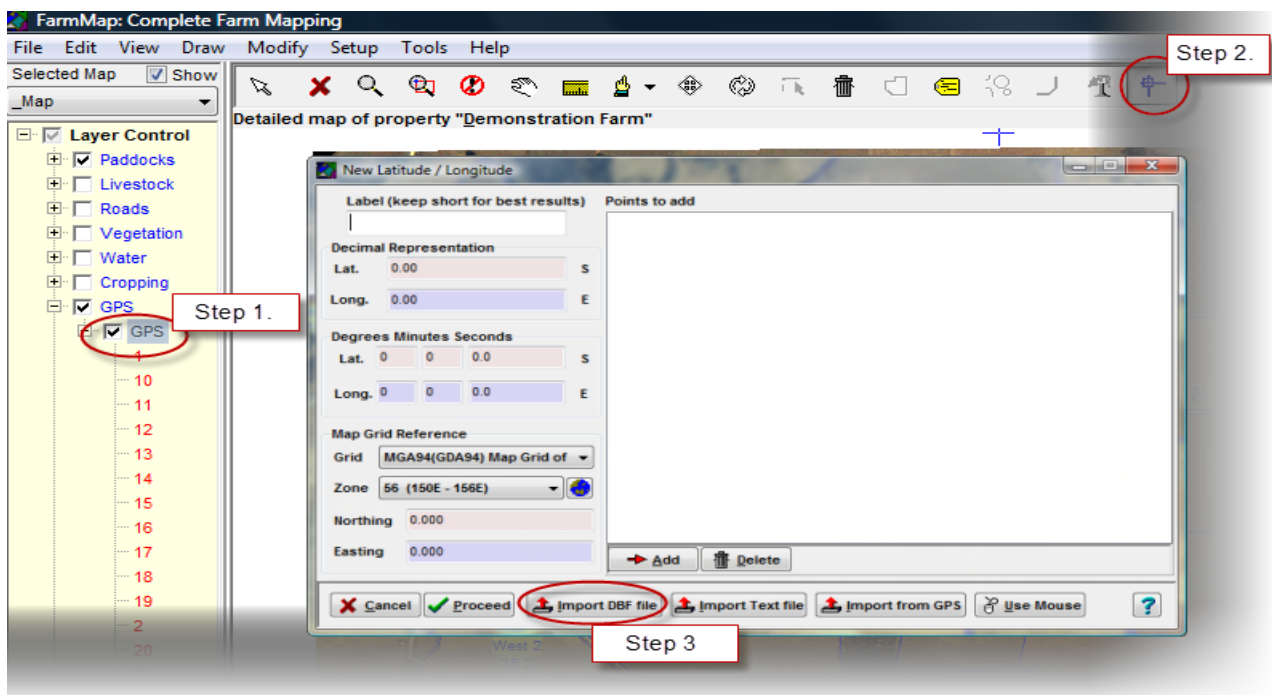 FarmMap: Complete Farm Mapping
File Edit View Draw Modify Setup Tools Help
Step 2.
Selected Map Show
_Map
Detailed map of property "Demonstration Farm"
Layer Control
Paddocks
Livestock
Roads
Vegetation
Water
Cropping
GPS
Step 1.
GPS
1
10
11
12
13
14
15
16
17
18
19
2
20
New Latitude / Longitude
Label (keep short for best results)
Points to add
Decimal Representation
Lat. 0.00 S
Long. 0.00 E
Degrees Minutes Seconds
Lat. 0 0 0.0 S
Long. 0 0 0.0 E
Map Grid Reference
Grid MGA94(GDA94) Map Grid of
Zone 56 (150E - 156E)
Northing 0.000
Easting 0.000
Add Delete
Cancel Proceed Import DBF file Import Text file Import from GPS Use Mouse ?
Step 3
West 2